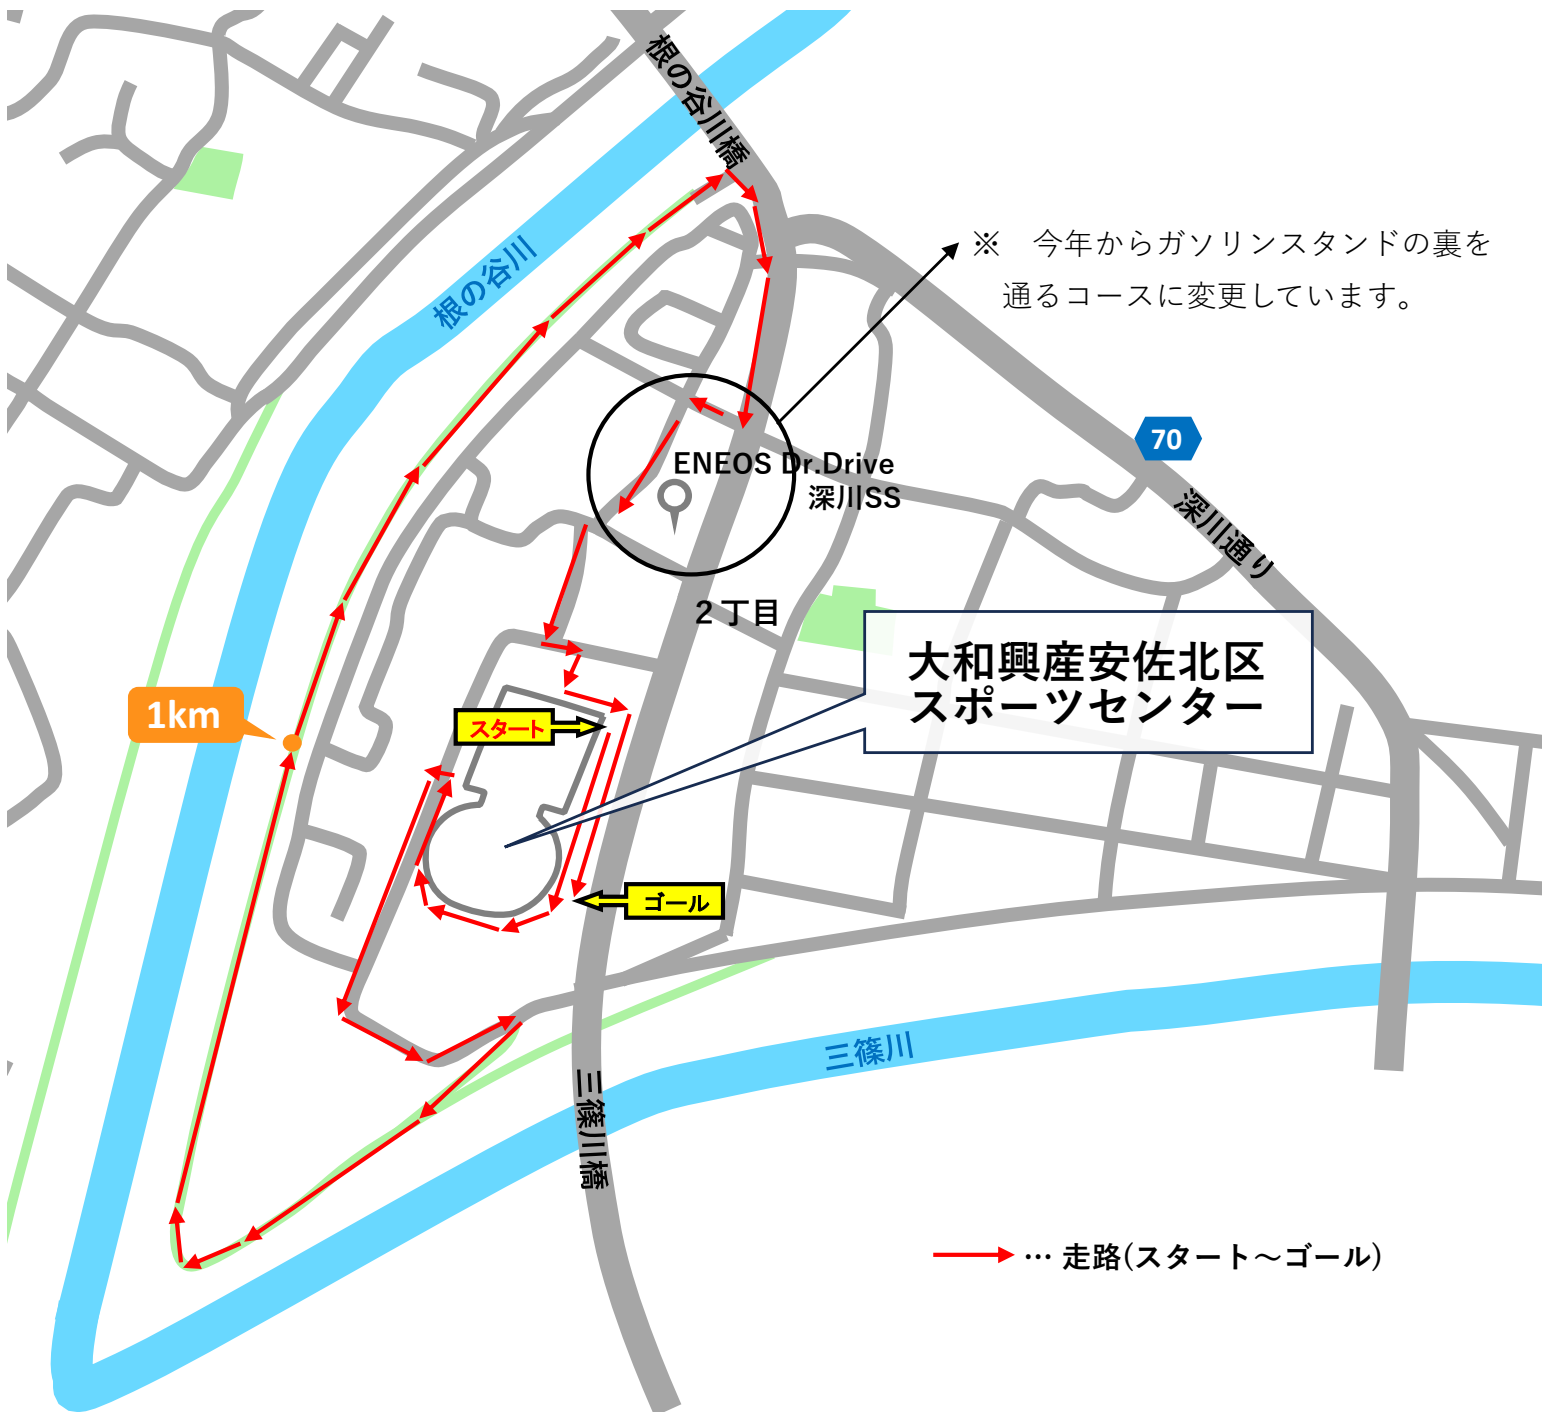 根の谷川橋
※　今年からガソリンスタンドの裏を
通るコースに変更しています。
根の谷川
70
ENEOS Dr.Drive
深川SS
深川通り
２丁目
大和興産安佐北区
スポーツセンター
1km
スタート
ゴール
三篠川
三篠川橋
… 走路(スタート～ゴール)